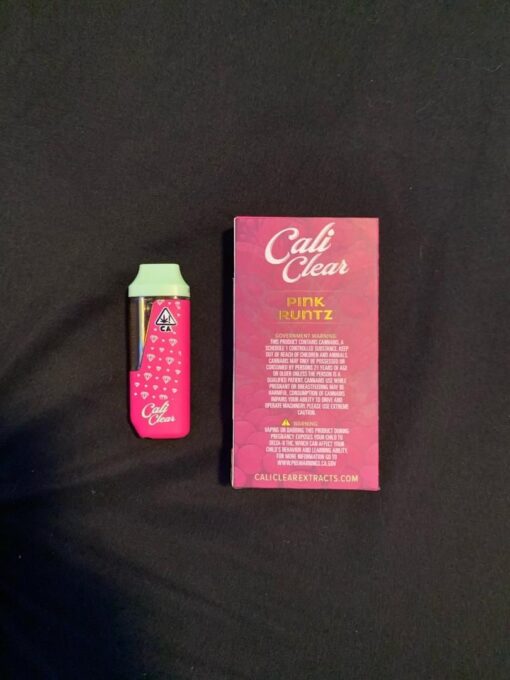 CA
Cali
Clear
Cali
Clear
PINK
RUNTZ
GOVERNMENT WARNING:
THIS PRODUCT CONTAINS CANNABIS, A
SCHEDULE 1 CONTROLLED SUBSTANCE. KEEP
OUT OF REACH OF CHILDREN AND ANIMALS.
CANNABIS MAY ONLY BE POSSESSED OR
CONSUMED BY PERSONS 21 YEARS OF AGE
OR OLDER UNLESS THE PERSON IS A
QUALIFIED PATIENT. CANNABIS USE WHILE
PREGNANT OR BREASTFEEDING MAY BE
HARMFUL. CONSUMPTION OF CANNABIS
IMPAIRS YOUR ABILITY TO DRIVE AND
OPERATE MACHINERY. PLEASE USE EXTREME
CAUTION.
WARNING:
VAPING OR DABBING THIS PRODUCT DURING
PREGNANCY EXPOSES YOUR CHILD TO
DELTA-9 THC, WHICH CAN AFFECT YOUR
CHILD'S BEHAVIOR AND LEARNING ABILITY.
FOR MORE INFORMATION GO TO
WWW.P65WARNINGS.CA.GOV
CALICLEAREXTRACTS.COM